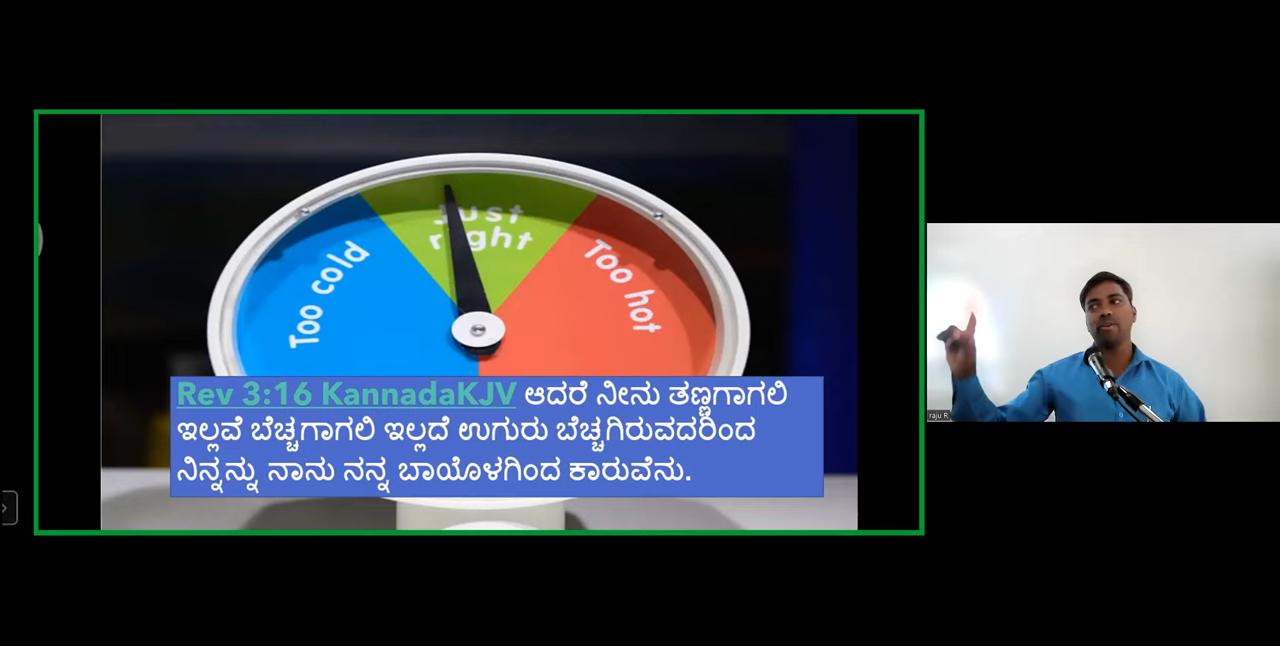 Too cold
Just
right
Too hot
Rev 3:16 KannadaKJV ಆದರೆ ನೀನು ತಣ್ಣಗಾಗಲಿ
ಇಲ್ಲವೆ ಬೆಚ್ಚಗಾಗಲಿ ಇಲ್ಲದೆ ಉಗುರು ಬೆಚ್ಚಗಿರುವದರಿಂದ
ನಿನ್ನನ್ನು ನಾನು ನನ್ನ ಬಾಯೊಳಗಿಂದ ಕಾರುವೆನು.
raju R